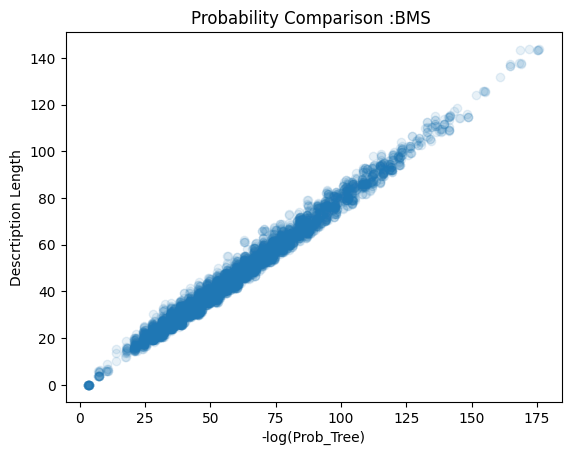 Probability Comparison :BMS
140
120
100
80
60
40
20
0
Descrtiption Length
0 25 50 75 100 125 150 175
-log(Prob_Tree)